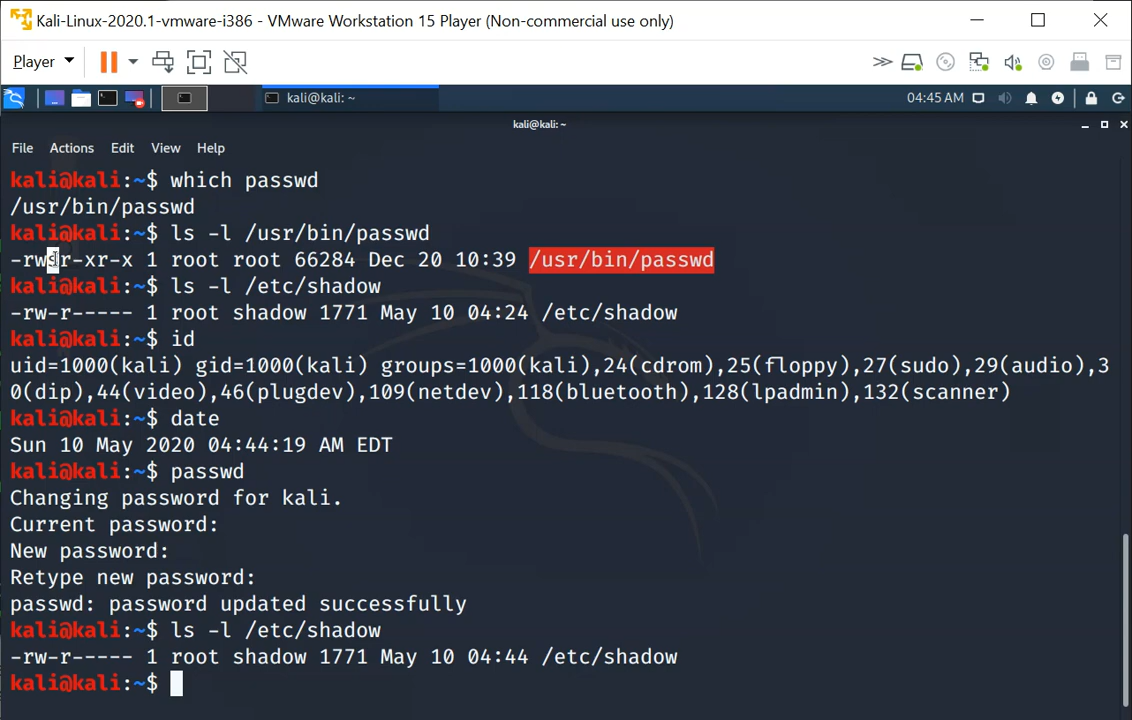 Kali-Linux-2020.1-vmware-i386 - VMware Workstation 15 Player (Non-commercial use only)
Player
kali@kali: ~
04:45 AM
kali@kali: ~
File Actions Edit View Help
kali@kali:~$ which passwd
/usr/bin/passwd
kali@kali:~$ ls -l /usr/bin/passwd
-rwsr-xr-x 1 root root 66284 Dec 20 10:39 /usr/bin/passwd
kali@kali:~$ ls -l /etc/shadow
-rw-r----- 1 root shadow 1771 May 10 04:24 /etc/shadow
kali@kali:~$ id
uid=1000(kali) gid=1000(kali) groups=1000(kali),24(cdrom),25(floppy),27(sudo),29(audio),3
0(dip),44(video),46(plugdev),109(netdev),118(bluetooth),128(lpadmin),132(scanner)
kali@kali:~$ date
Sun 10 May 2020 04:44:19 AM EDT
kali@kali:~$ passwd
Changing password for kali.
Current password:
New password:
Retype new password:
passwd: password updated successfully
kali@kali:~$ ls -l /etc/shadow
-rw-r----- 1 root shadow 1771 May 10 04:44 /etc/shadow
kali@kali:~$